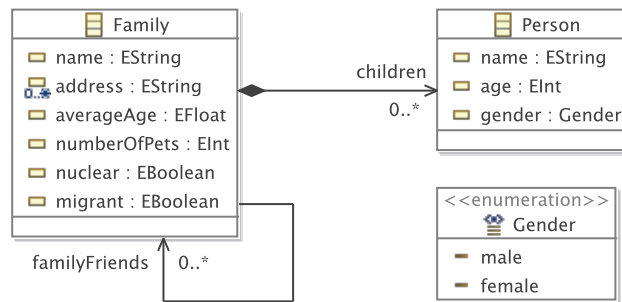 Family
name : EString
address : EString
0..*
averageAge : EFloat
numberOfPets : EInt
nuclear : EBoolean
migrant : EBoolean
children
0..*
familyFriends
0..*
Person
name : EString
age : EInt
gender : Gender
<<enumeration>>
Gender
male
female